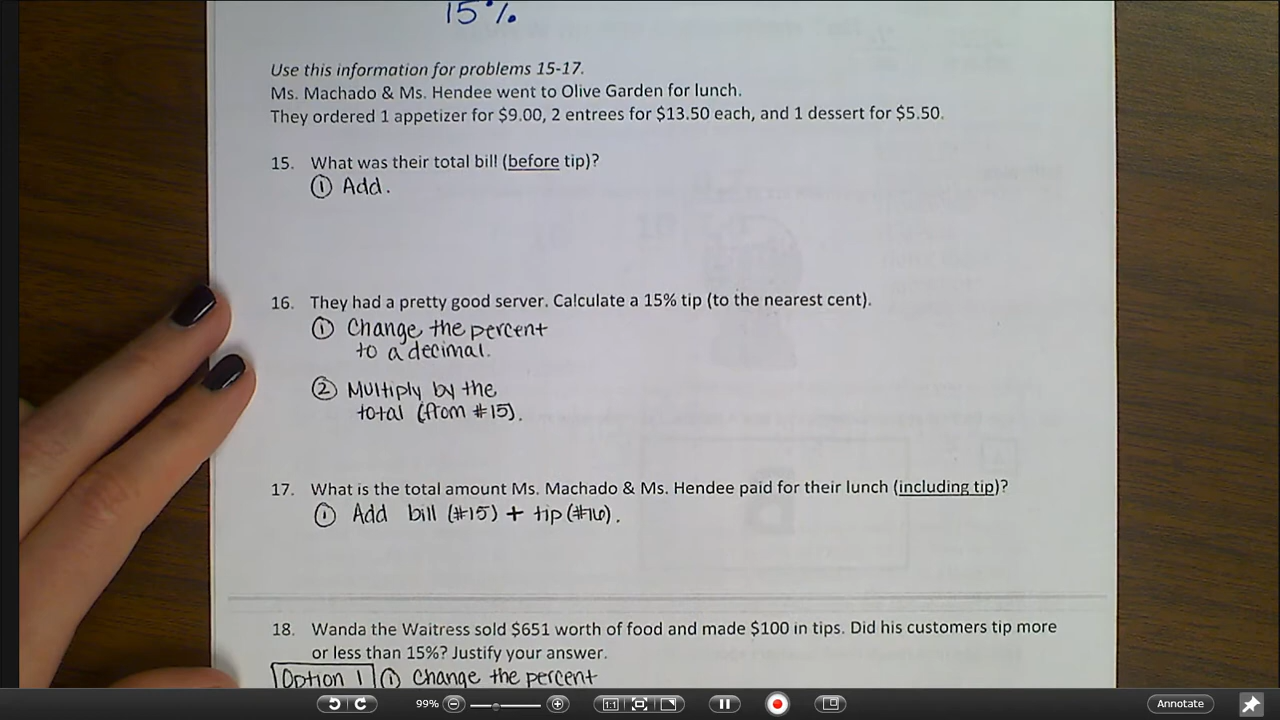 15%
Use this information for problems 15-17.
Ms. Machado & Ms. Hendee went to Olive Garden for lunch.
They ordered 1 appetizer for $9.00, 2 entrees for $13.50 each, and 1 dessert for $5.50.
15. What was their total bill (before tip)?
① Add.
16. They had a pretty good server. Calculate a 15% tip (to the nearest cent).
① Change the percent
to a decimal.
② Multiply by the
total (from #15).
17. What is the total amount Ms. Machado & Ms. Hendee paid for their lunch (including tip)?
① Add bill (#15) + tip (#16).
18. Wanda the Waitress sold $651 worth of food and made $100 in tips. Did his customers tip more
or less than 15%? Justify your answer.
Option 1 ① Change the percent
99% 1:1 Annotate